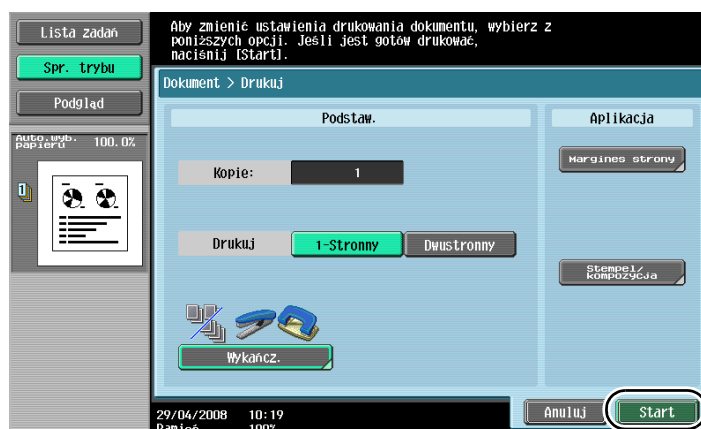 Lista zadań
Spr. trybu
Podgląd
Auto.wyb.
papieru 100.0%
Aby zmienić ustawienia drukowania dokumentu, wybierz z
poniższych opcji. Jeśli jest gotów drukować,
naciśnij [Start].
Dokument > Drukuj
Podstaw.
Kopie: 1
Drukuj 1-Stronny Dwustronny
Wykańcz.
Aplikacja
Margines strony
Stempel/
kompozycja
29/04/2008 10:19
Pamięć 100%
Anuluj Start